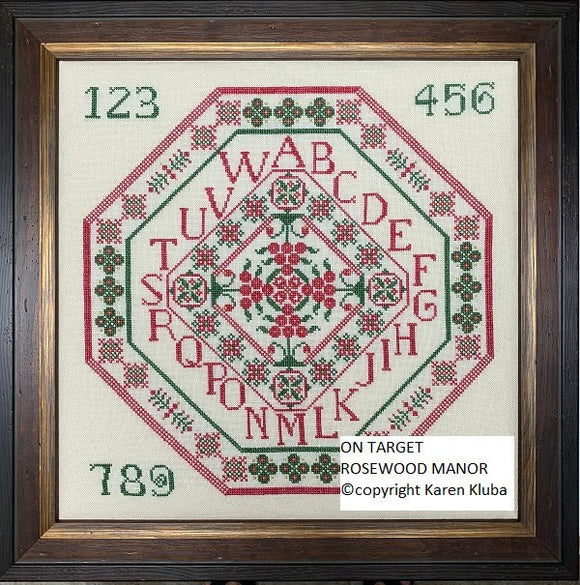 123
456
ABCDEFGHIJKLMNOPQRSTUVW
789
ON TARGET
ROSEWOOD MANOR
©copyright Karen Kluba